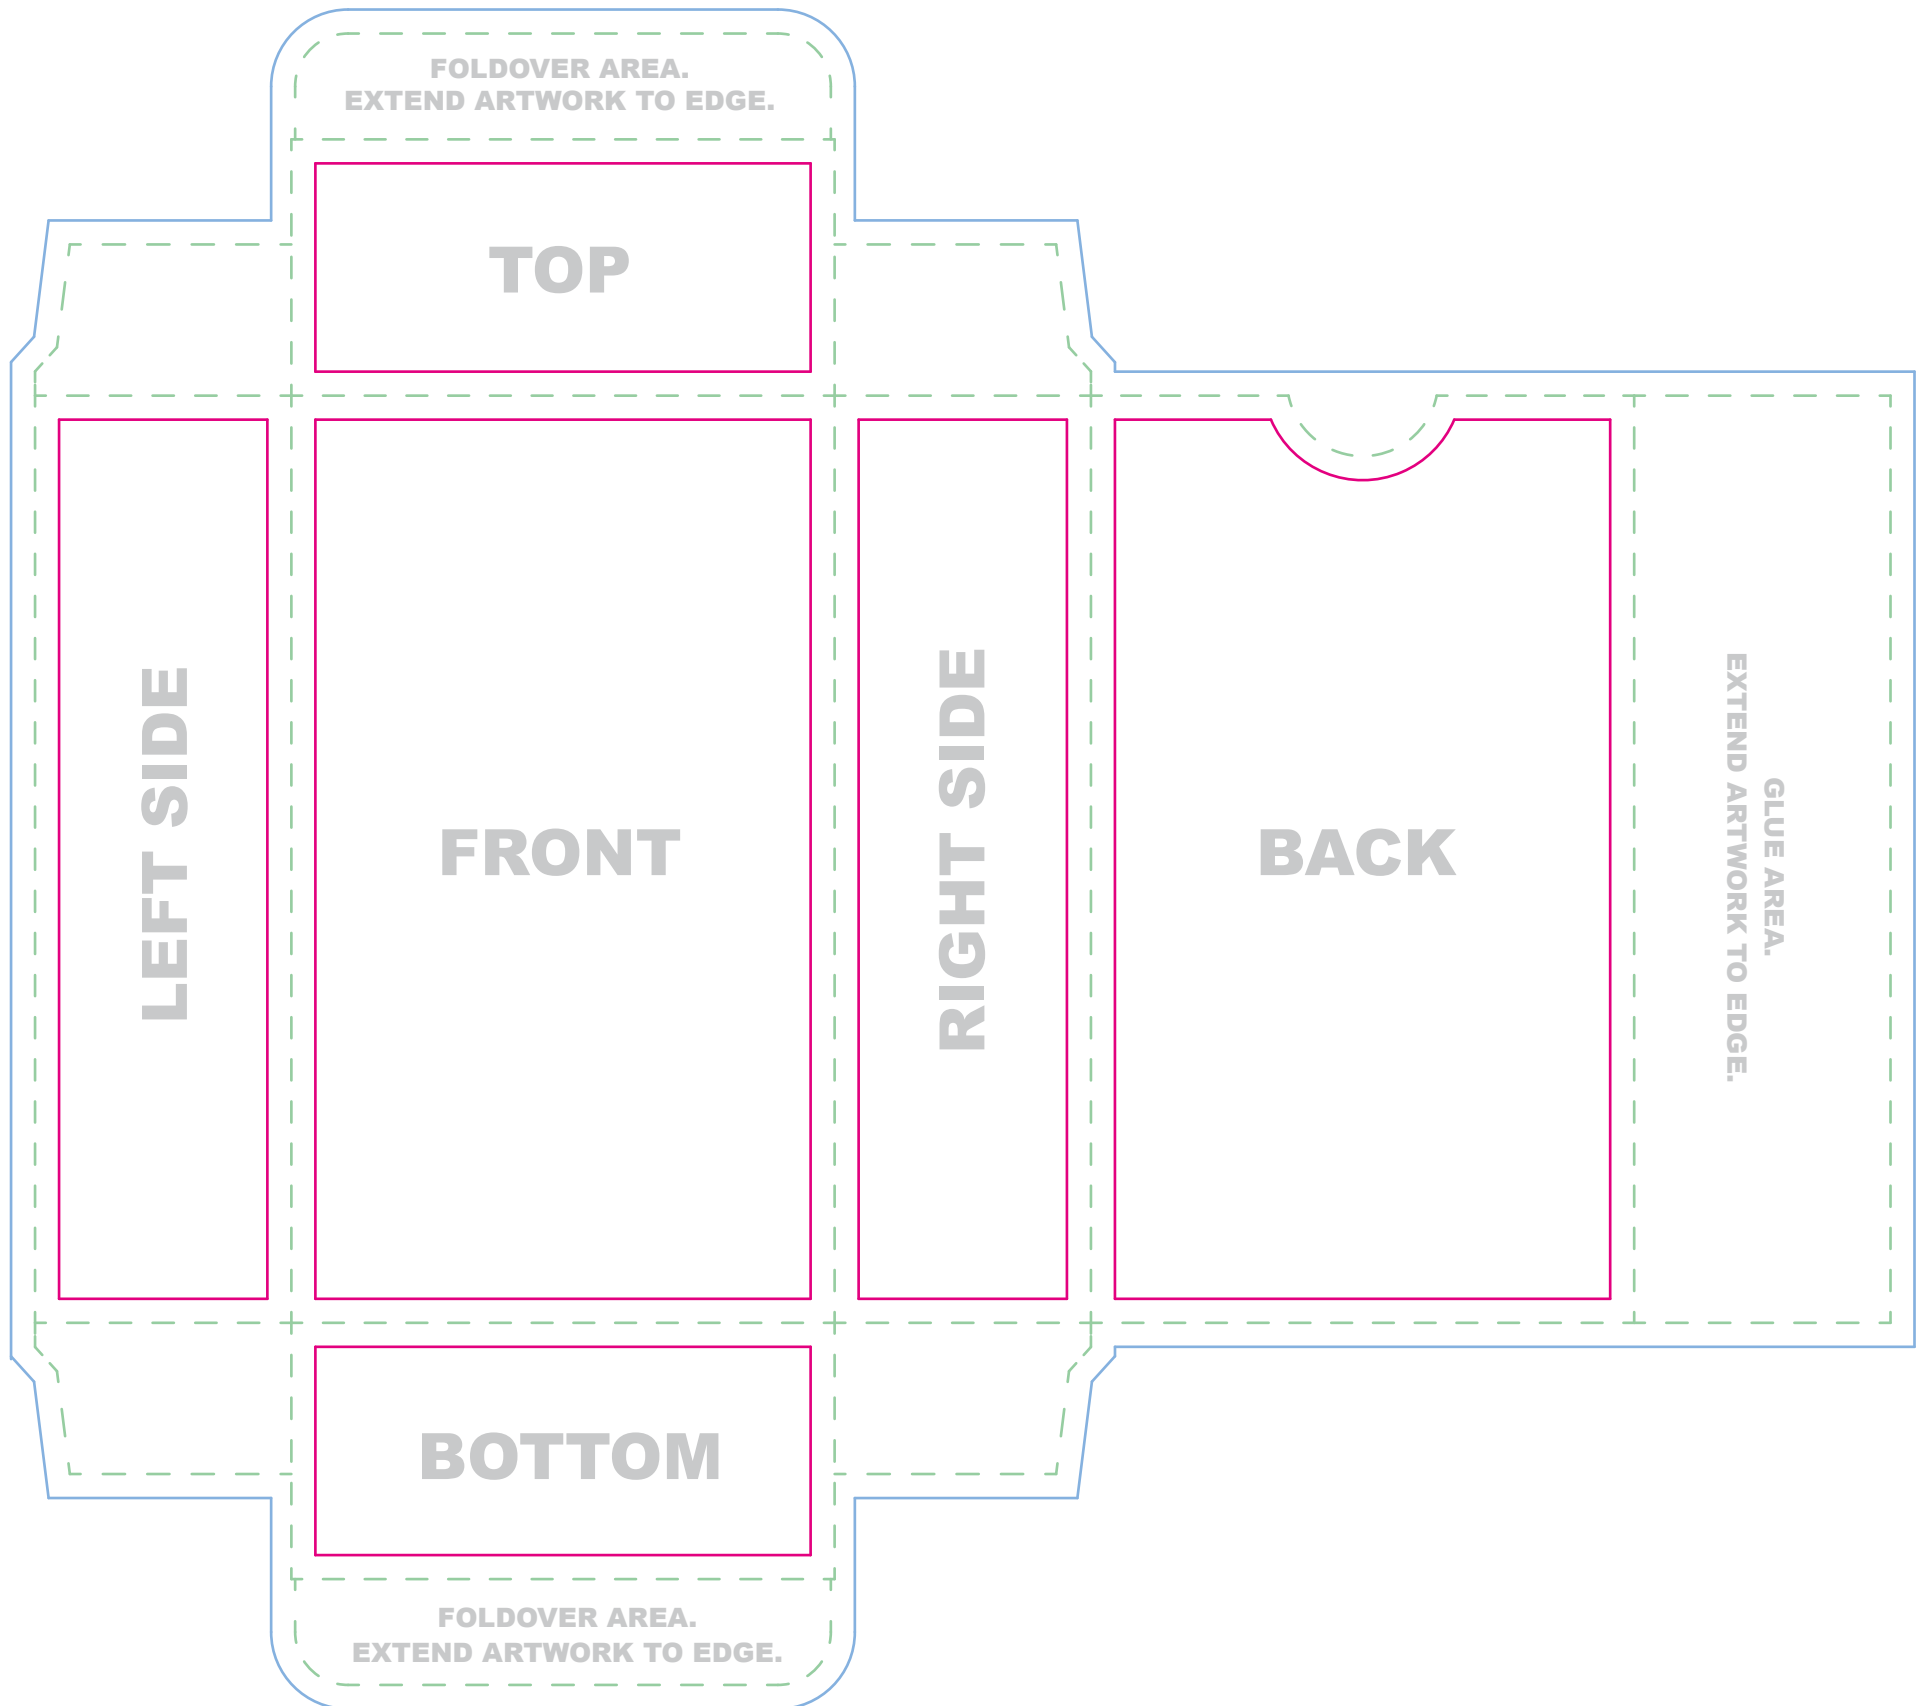 FOLDOVER AREA.
EXTEND ARTWORK TO EDGE.
TOP
LEFT SIDE
FRONT
RIGHT SIDE
BACK
GLUE AREA.
EXTEND ARTWORK TO EDGE.
BOTTOM
FOLDOVER AREA.
EXTEND ARTWORK TO EDGE.